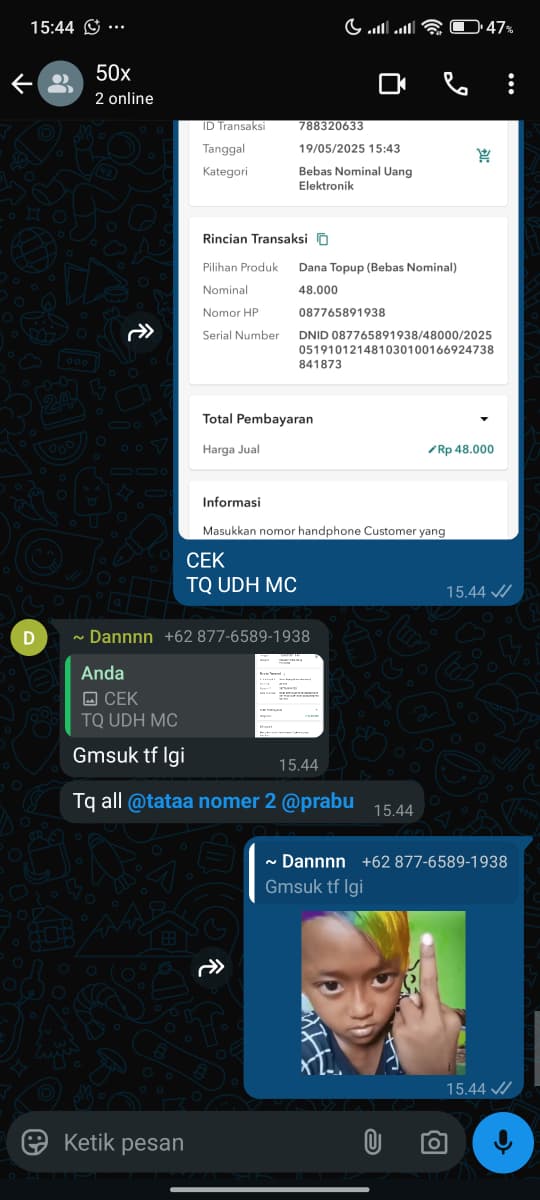 15:44
47%
50x
2 online
ID Transaksi 788320633
Tanggal 19/05/2025 15:43
Kategori Bebas Nominal Uang
Elektronik
Rincian Transaksi
Pilihan Produk Dana Topup (Bebas Nominal)
Nominal 48.000
Nomor HP 087765891938
Serial Number DNID 087765891938/48000/2025
051910121481030100166924738
841873
Total Pembayaran
Harga Jual Rp 48.000
Informasi
Masukkan nomor handphone Customer yang
CEK
TQ UDH MC
15.44
D
~ Dannnn +62 877-6589-1938
Anda
CEK
TQ UDH MC
Gmsuk tf lgi
15.44
Tq all @tataa nomer 2 @prabu
15.44
~ Dannnn +62 877-6589-1938
Gmsuk tf lgi
15.44
Ketik pesan